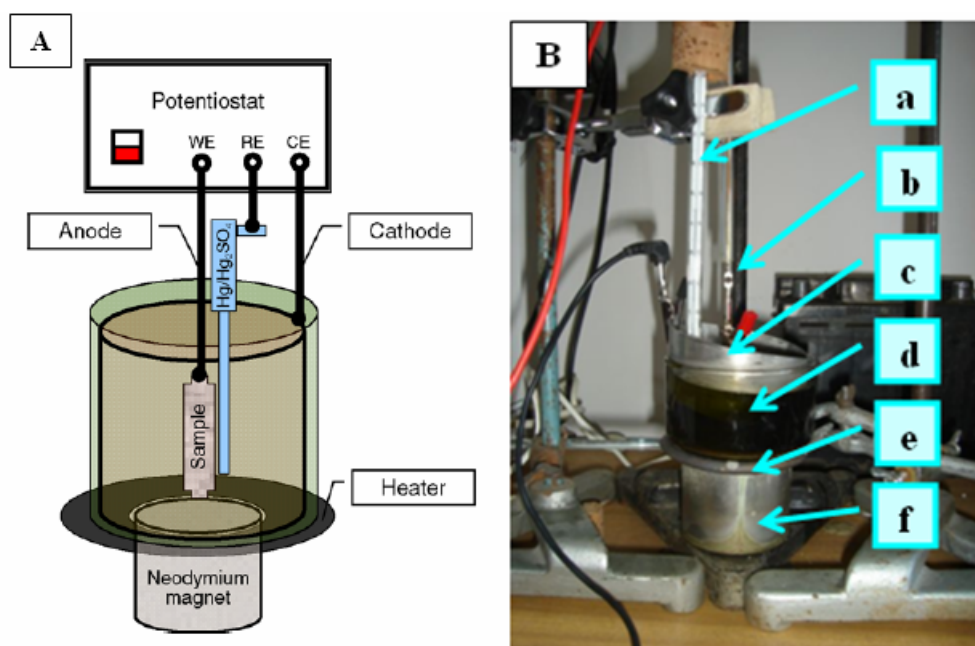 A
Potentiostat
WE RE CE
Anode
Cathode
Hg/Hg₂SO₄
Sample
Heater
Neodymium
magnet
B
a
b
c
d
e
f